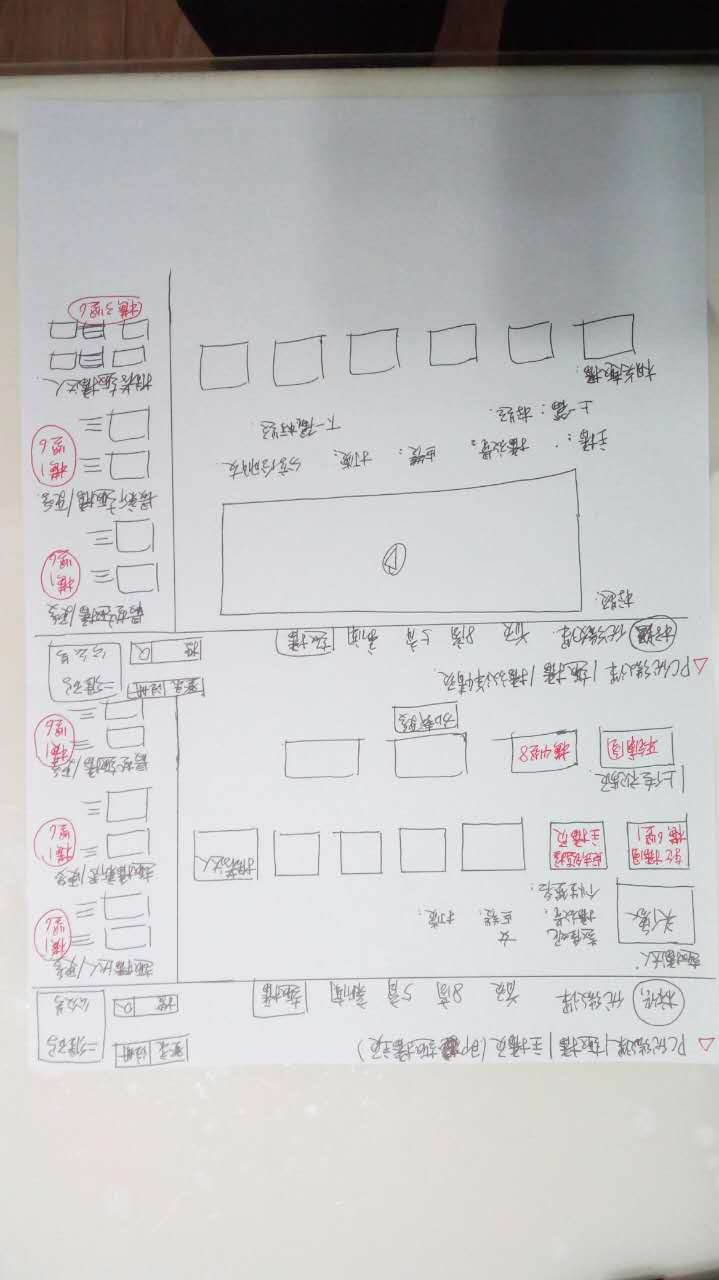 △ PC优微课|趣播|主播页(即趣播主页)
登录 注册
二维码
公众号
搜
标识 优微课 首页 8商 5育 新闻 趣播
趣播达人
头像
女
播放量: 点赞: 打赏:
个性签名:
轮播图
横6竖1
点击链接
主播页
推荐达人
上传视频
平铺图
横4竖8
加载更多
趣播达人/更多
横1
竖6
趣播新秀/更多
横1
竖6
最热趣播/更多
横1
竖6
△ PC优微课|趣播|播放详情页
登录 注册
二维码
公众号
搜
标题 优微课 首页 8商 5育 新闻 趣播
标题:
主播: 播放量: 点赞: 打赏: 分享给朋友
上一篇:标题 下一篇标题
相关趣播:
最热趣播/更多
横1
竖6
最新趣播/更多
横1
竖6
推荐趣播达人
横3竖6